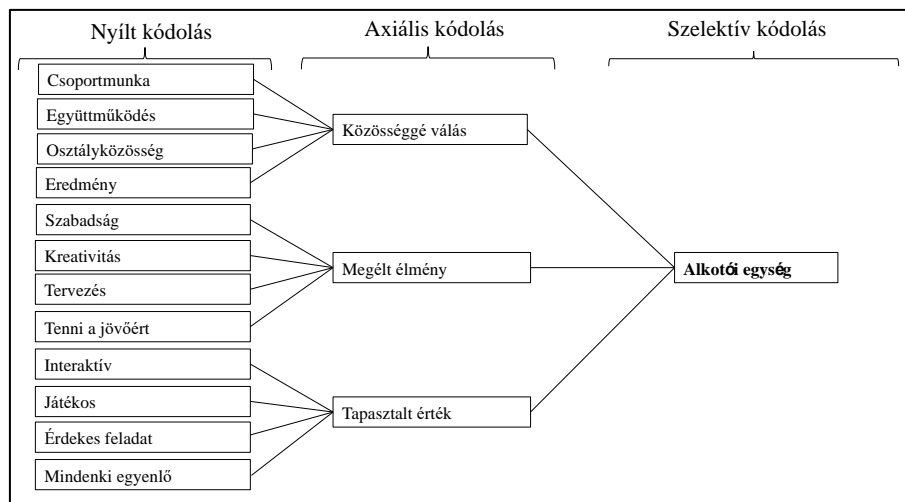 Nyílt kódolás
Axiális kódolás
Szelektív kódolás
Csoportmunka
Együttműködés
Osztályközösség
Eredmény
Szabadság
Kreativitás
Tervezés
Tenni a jövőért
Interaktív
Játékos
Érdekes feladat
Mindenki egyenlő
Közösséggé válás
Megélt élmény
Tapasztalt érték
Alkotói egység